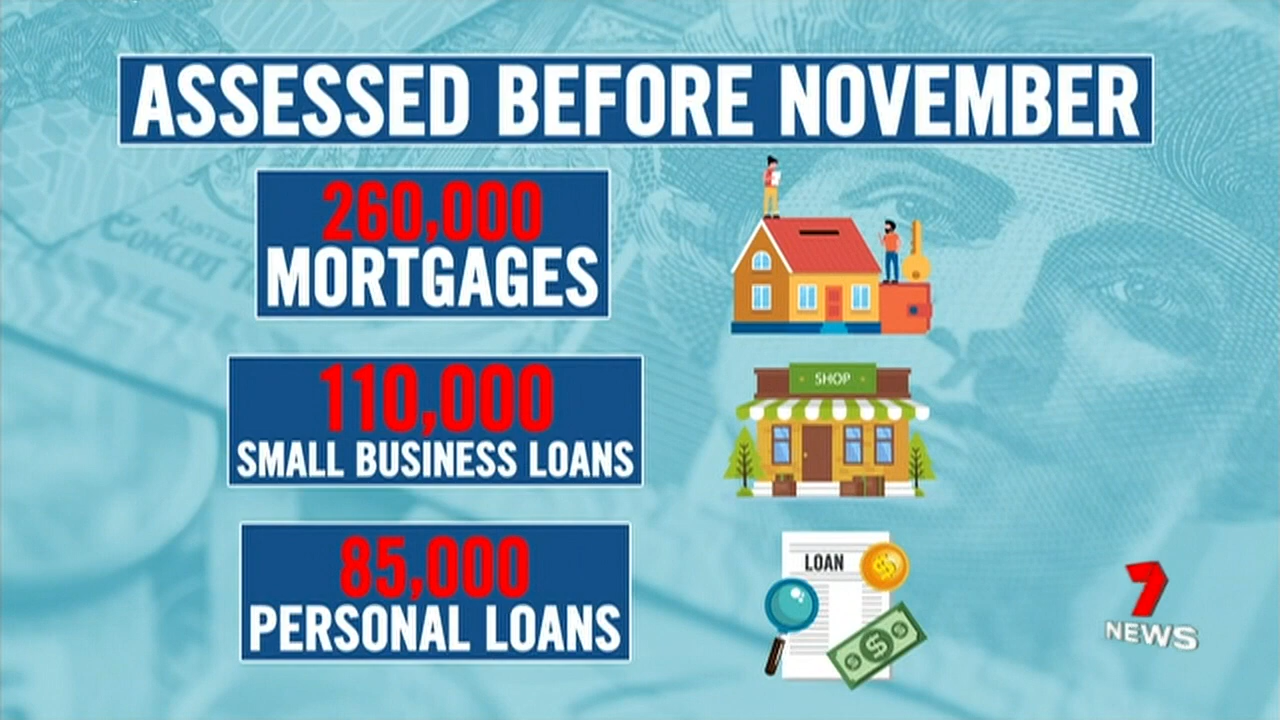 ASSESSED BEFORE NOVEMBER
260,000
MORTGAGES
110,000
SMALL BUSINESS LOANS
SHOP
85,000
PERSONAL LOANS
LOAN
7
NEWS